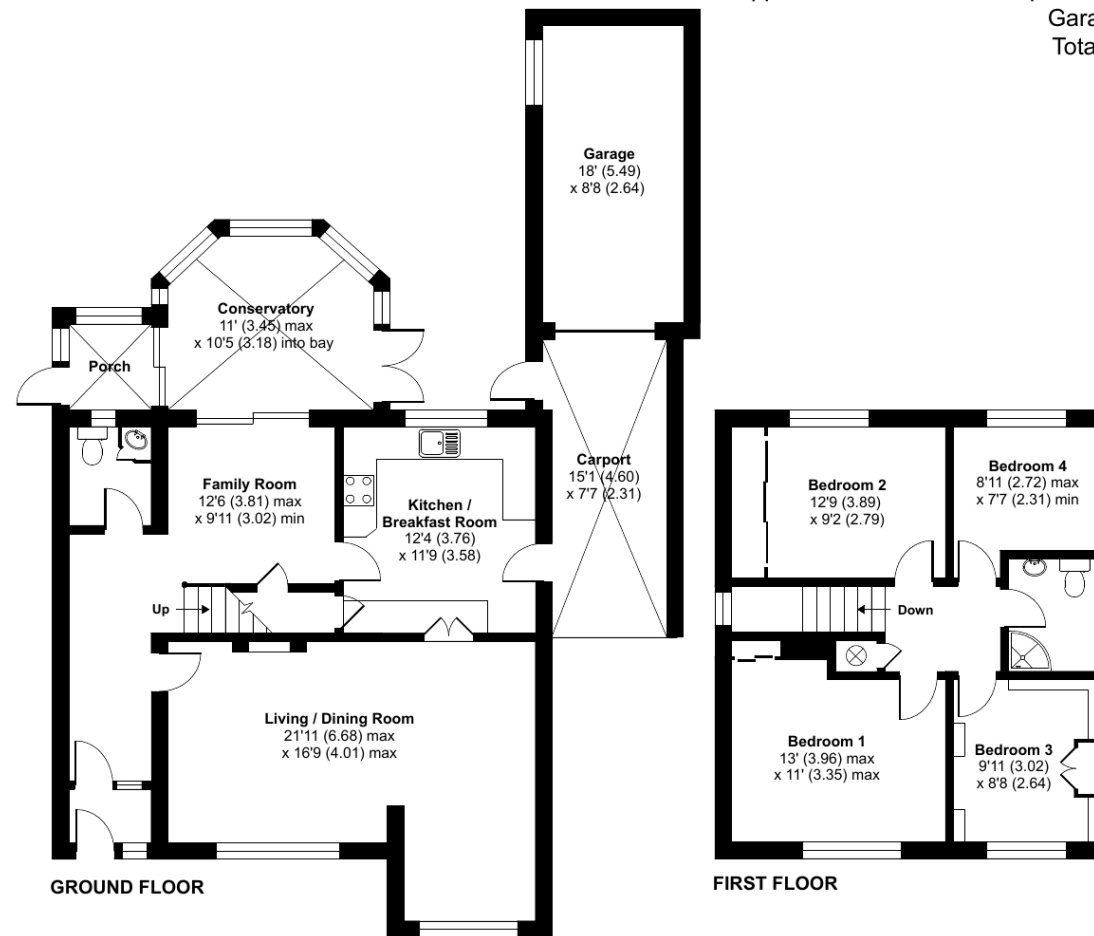 Gara
Tota
Garage
18' (5.49)
x 8'8 (2.64)
Conservatory
11' (3.45) max
x 10'5 (3.18) into bay
Porch
Family Room
12'6 (3.81) max
x 9'11 (3.02) min
Kitchen /
Breakfast Room
12'4 (3.76)
x 11'9 (3.58)
Carport
15'1 (4.60)
x 7'7 (2.31)
Up
Living / Dining Room
21'11 (6.68) max
x 16'9 (4.01) max
GROUND FLOOR
Bedroom 2
12'9 (3.89)
x 9'2 (2.79)
Bedroom 4
8'11 (2.72) max
x 7'7 (2.31) min
Down
Bedroom 1
13' (3.96) max
x 11' (3.35) max
Bedroom 3
9'11 (3.02)
x 8'8 (2.64)
FIRST FLOOR